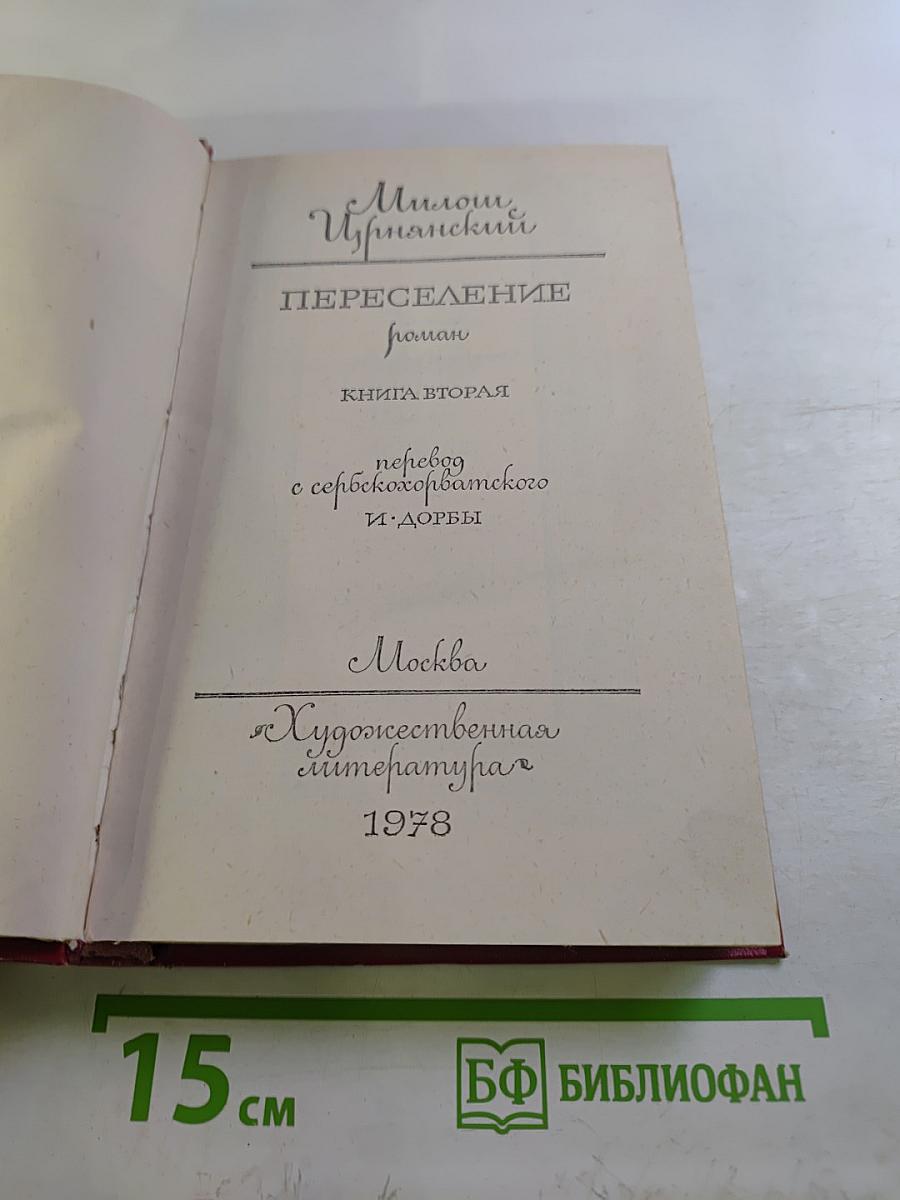 Милош
Црнянский
ПЕРЕСЕЛЕНИЕ
роман
КНИГА ВТОРАЯ
перевод
с сербскохорватского
И·ДОРБЫ
Москва
«Художественная
литература»
1978
15 см
БФ БИБЛИОФАН